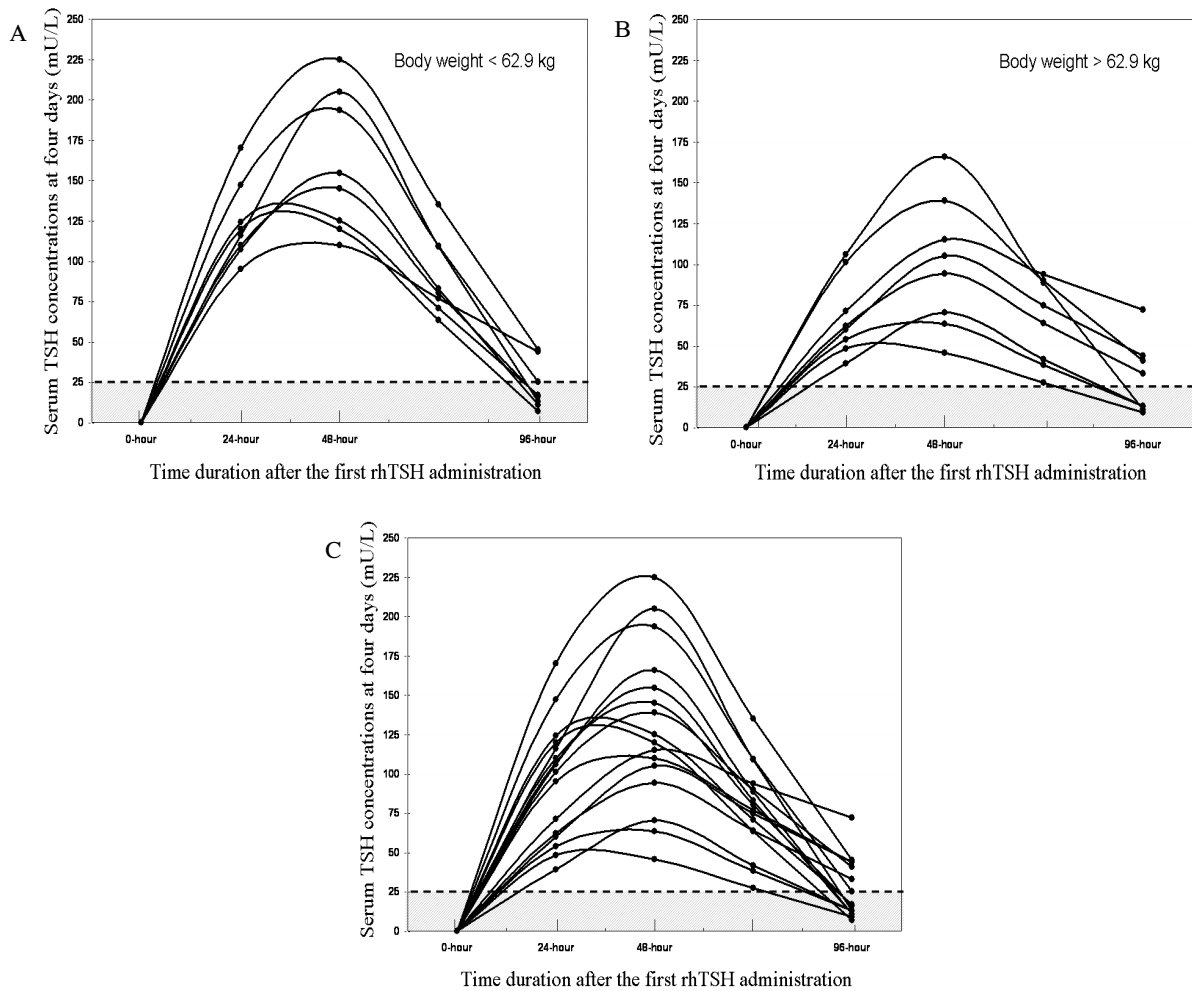 A
Serum TSH concentrations at four days (mU/L)
250
225
200
175
150
125
100
75
50
25
0
Body weight < 62.9 kg
0-hour 24-hour 48-hour 96-hour
Time duration after the first rhTSH administration
B
Serum TSH concentrations at four days (mU/L)
250
225
200
175
150
125
100
75
50
25
0
Body weight > 62.9 kg
0-hour 24-hour 48-hour 96-hour
Time duration after the first rhTSH administration
C
Serum TSH concentrations at four days (mU/L)
250
225
200
175
150
125
100
75
50
25
0
0-hour 24-hour 48-hour 96-hour
Time duration after the first rhTSH administration